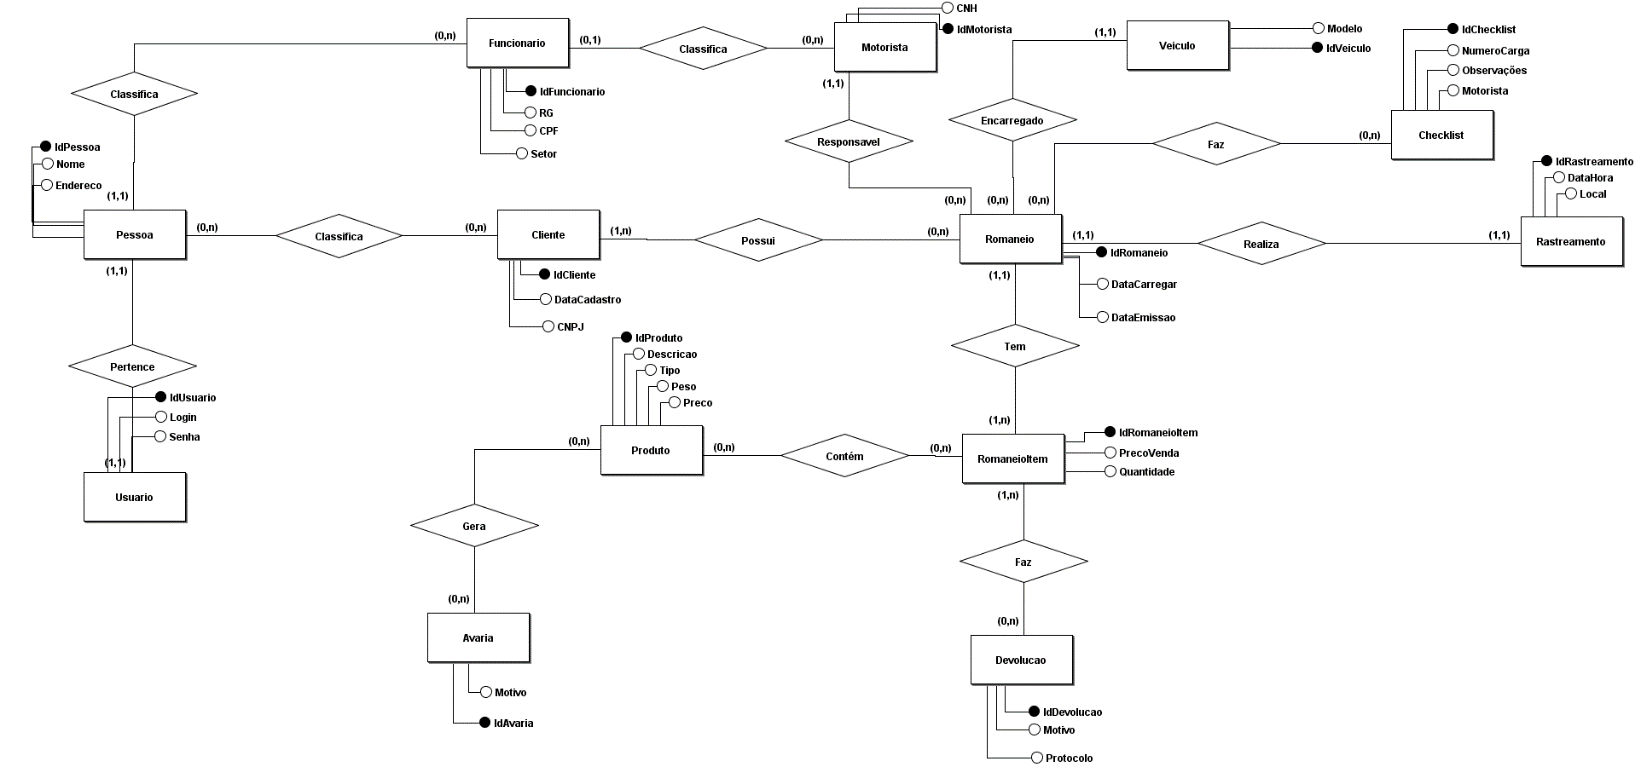 CNH
IdMotorista
Motorista
(0,n)
Funcionario
(0,1)
Classifica
(0,n)
(1,1)
Veiculo
Modelo
IdVeiculo
IdChecklist
NumeroCarga
Observações
Motorista
Checklist
Classifica
IdFuncionario
RG
CPF
Setor
(1,1)
Responsavel
Encarregado
Faz
(0,n)
IdPessoa
Nome
Endereco
IdRastreamento
DataHora
Local
(1,1)
(0,n)
(0,n)
(0,n)
Pessoa
(0,n)
Classifica
(0,n)
Cliente
(1,n)
Possui
(0,n)
Romaneio
(1,1)
Realiza
(1,1)
Rastreamento
IdRomaneio
DataCarregar
DataEmissao
(1,1)
IdCliente
DataCadastro
CNPJ
(1,1)
IdProduto
Descricao
Tipo
Peso
Preco
Tem
Pertence
IdUsuario
Login
Senha
(1,1)
Usuario
(1,n)
(0,n)
Produto
(0,n)
Contém
(0,n)
RomaneioItem
IdRomaneioItem
PrecoVenda
Quantidade
(1,n)
Gera
Faz
(0,n)
Avaria
Motivo
IdAvaria
(0,n)
Devolucao
IdDevolucao
Motivo
Protocolo